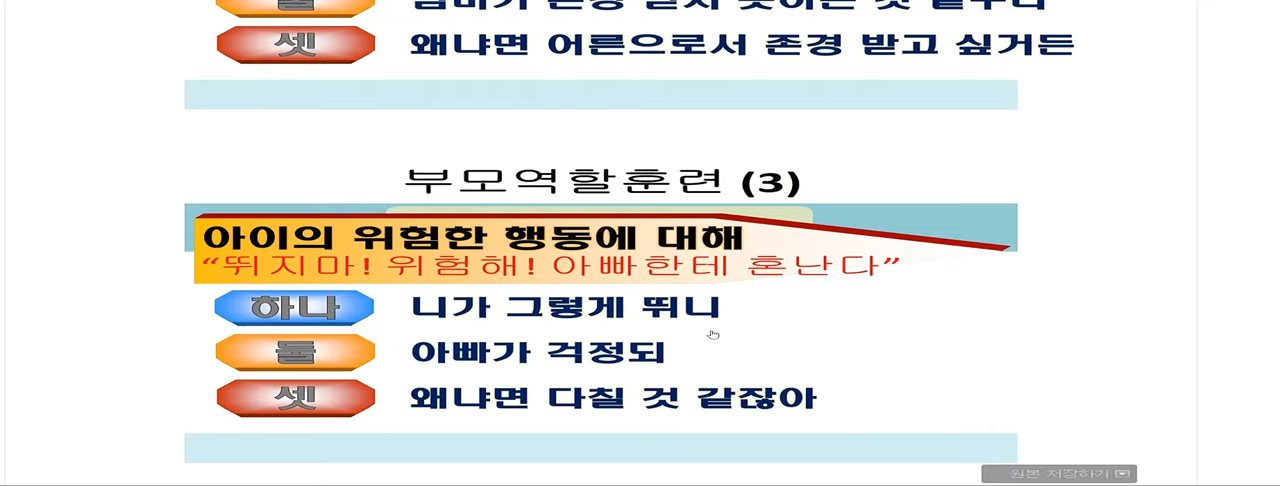 셋 왜냐면 어른으로서 존경 받고 싶거든
부모역할훈련 (3)
아이의 위험한 행동에 대해
“뛰지마! 위험해! 아빠한테 혼난다”
하나 니가 그렇게 뛰니
둘 아빠가 걱정되
셋 왜냐면 다칠 것 같잖아
원본 저장하기